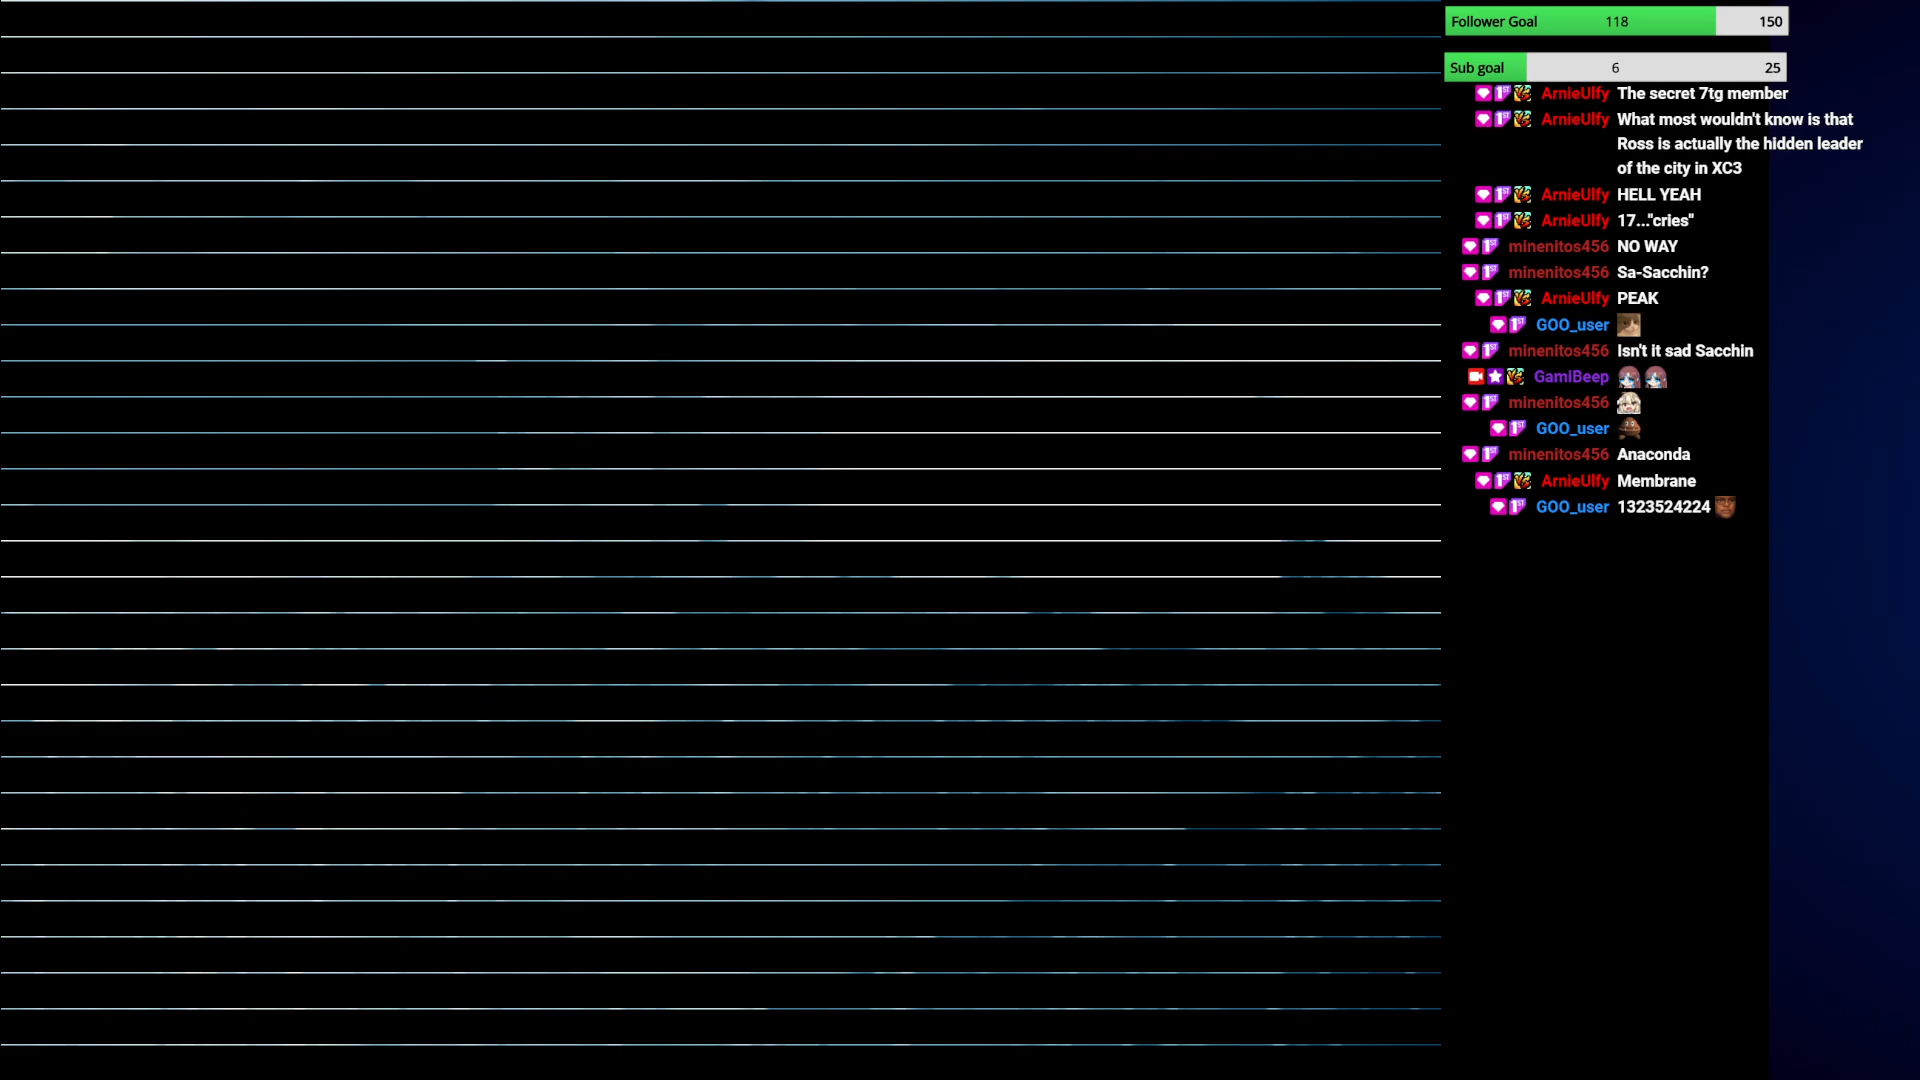 Follower Goal 118 150
Sub goal 6 25
ArnieUlfy The secret 7tg member
ArnieUlfy What most wouldn't know is that
Ross is actually the hidden leader
of the city in XC3
ArnieUlfy HELL YEAH
ArnieUlfy 17..."cries"
minenitos456 NO WAY
minenitos456 Sa-Sacchin?
ArnieUlfy PEAK
GOO_user
minenitos456 Isn't it sad Sacchin
GamiBeep
minenitos456
GOO_user
minenitos456 Anaconda
ArnieUlfy Membrane
GOO_user 1323524224